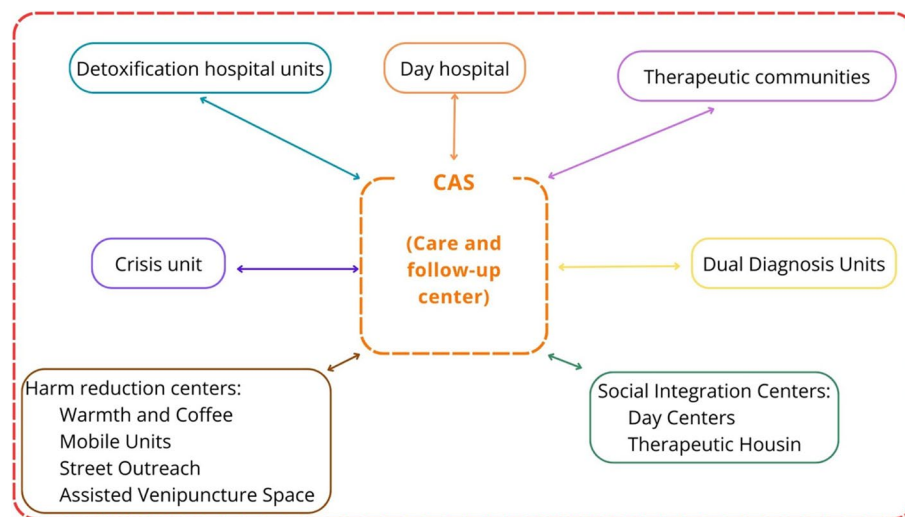 Detoxification hospital units
Day hospital
Therapeutic communities
CAS
(Care and
follow-up
center)
Crisis unit
Dual Diagnosis Units
Harm reduction centers:
Warmth and Coffee
Mobile Units
Street Outreach
Assisted Venipuncture Space
Social Integration Centers:
Day Centers
Therapeutic Housin